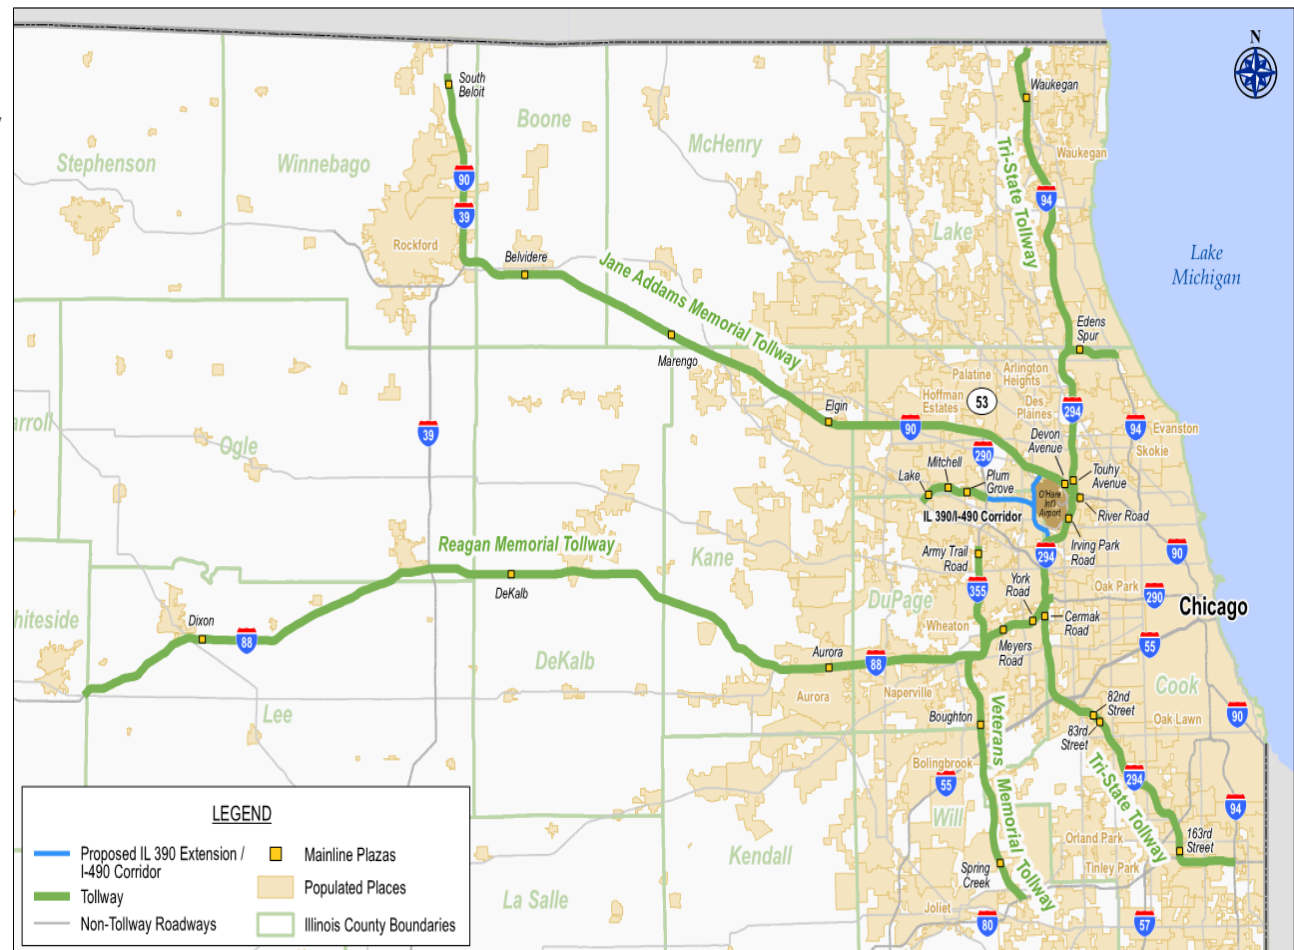 N
South
Beloit
Waukegan
Boone
McHenry
Stephenson
Winnebago
Waukegan
90
Tri-State Tollway
94
39
Lake
Rockford
Belvidere
Jane Addams Memorial Tollway
Lake
Michigan
Edens
Spur
Marengo
Palatine
Arlington
Heights
Hoffman
Estates
53
Des
Plaines
294
Elgin
90
94
Evanston
arroll
39
Ogle
Devon
Avenue
Skokie
290
Mitchell
Lake
Plum
Grove
Touhy
Avenue
O'Hare
Int'l
Airport
River Road
IL 390/I-490 Corridor
Reagan Memorial Tollway
Kane
Army Trail
Road
294
Irving Park
Road
90
DeKalb
York
Road
Oak Park
355
290
Chicago
hiteside
DuPage
Dixon
88
Wheaton
Cermak
Road
Meyers
Road
55
DeKalb
Aurora
88
Cook
Aurora
Naperville
82nd
Street
Lee
Boughton
Veterans Memorial Tollway
83rd
Street
Oak Lawn
90
Bolingbrook
55
Tri-State Tollway
294
94
Will
LEGEND
Proposed IL 390 Extension /
I-490 Corridor
Mainline Plazas
Tollway
Populated Places
Non-Tollway Roadways
Illinois County Boundaries
Kendall
Orland Park
163rd
Street
Spring
Creek
Tinley Park
La Salle
Joliet
80
57